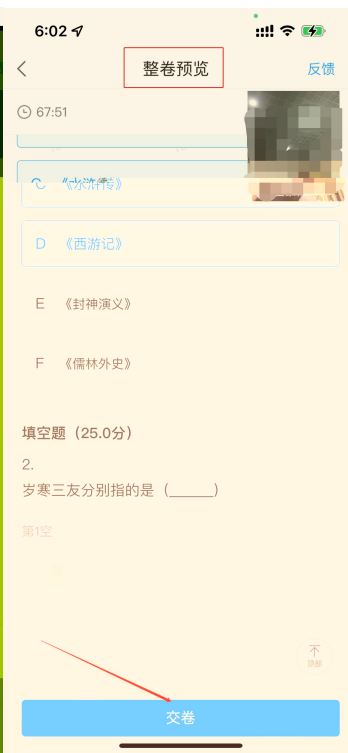 6:02
整卷预览
反馈
67:51
C 《水浒传》
D 《西游记》
E 《封神演义》
F 《儒林外史》
填空题（25.0分）
2.
岁寒三友分别指的是（______）
第1空
顶部
交卷